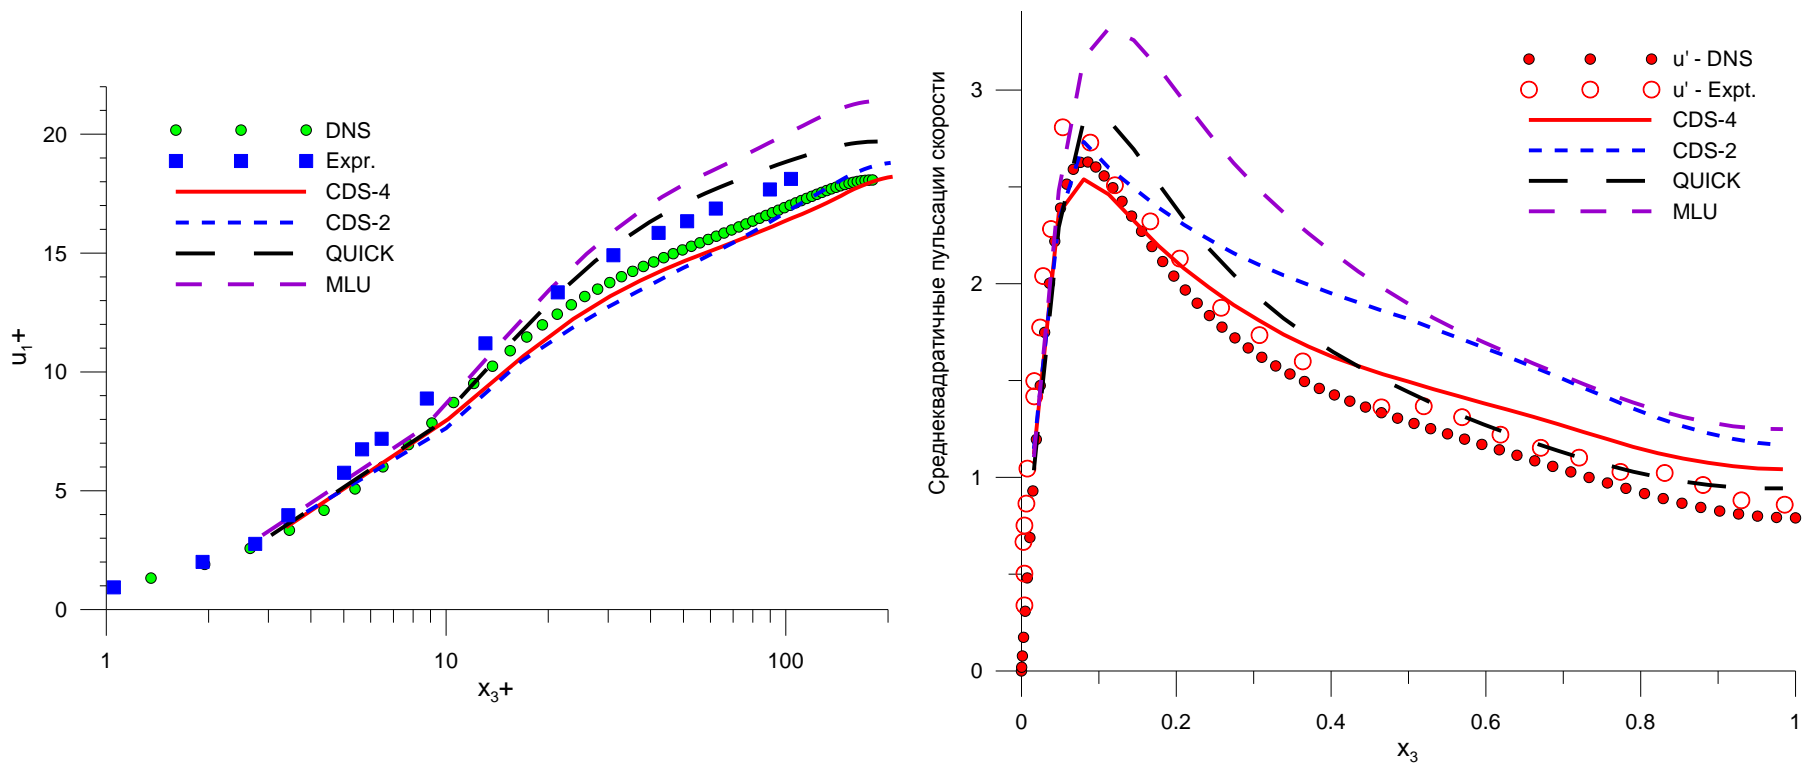 20
15
10
5
0
1
10
100
u1+
x3+
DNS
Expr.
CDS-4
CDS-2
QUICK
MLU
Среднеквадратичные пульсации скорости
3
2
1
0
0
0.2
0.4
0.6
0.8
1
x3
u' - DNS
u' - Expt.
CDS-4
CDS-2
QUICK
MLU